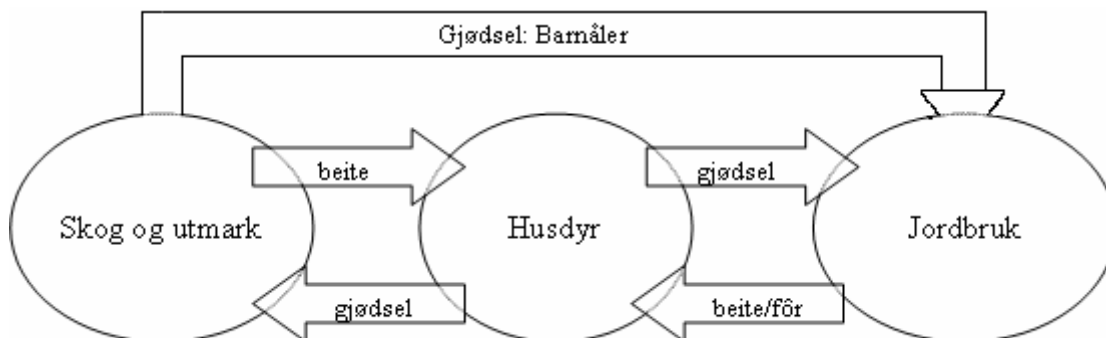 Gjødsel: Barnåler
beite
gjødsel
Skog og utmark
Husdyr
Jordbruk
gjødsel
beite/fôr